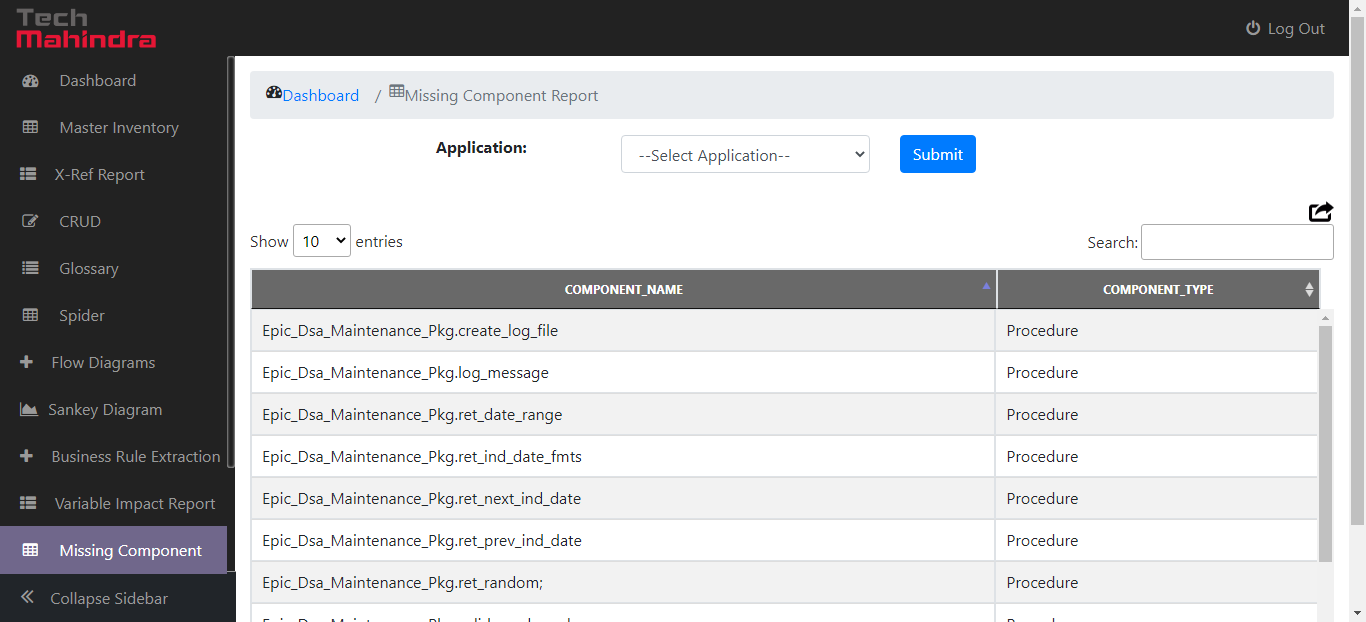 Tech
Mahindra
Log Out
Dashboard
Master Inventory
X-Ref Report
CRUD
Glossary
Spider
Flow Diagrams
Sankey Diagram
Business Rule Extraction
Variable Impact Report
Missing Component
Collapse Sidebar
Dashboard / Missing Component Report
Application: --Select Application-- Submit
Show 10 entries Search:
COMPONENT_NAME COMPONENT_TYPE
Epic_Dsa_Maintenance_Pkg.create_log_file Procedure
Epic_Dsa_Maintenance_Pkg.log_message Procedure
Epic_Dsa_Maintenance_Pkg.ret_date_range Procedure
Epic_Dsa_Maintenance_Pkg.ret_ind_date_fmts Procedure
Epic_Dsa_Maintenance_Pkg.ret_next_ind_date Procedure
Epic_Dsa_Maintenance_Pkg.ret_prev_ind_date Procedure
Epic_Dsa_Maintenance_Pkg.ret_random; Procedure